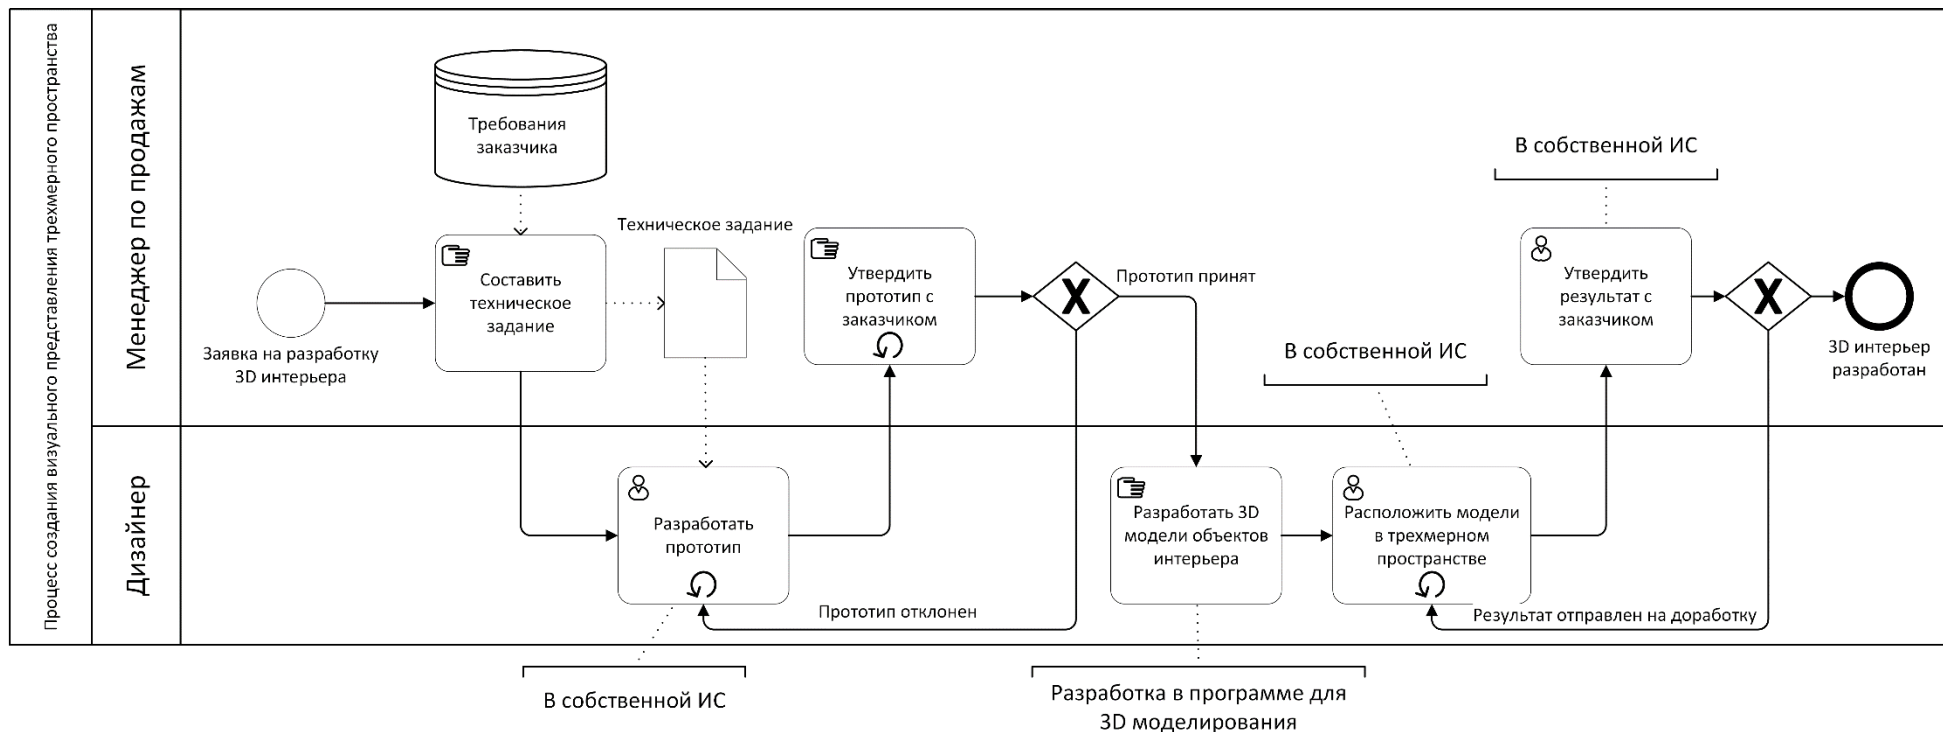 Процесс создания визуального представления трехмерного пространства
Менеджер по продажам
Требования
заказчика
Заявка на разработку
3D интерьера
Составить
техническое
задание
Техническое задание
Утвердить
прототип с
заказчиком
Прототип принят
В собственной ИС
В собственной ИС
Утвердить
результат с
заказчиком
3D интерьер
разработан
Дизайнер
Разработать
прототип
Прототип отклонен
Разработать 3D
модели объектов
интерьера
Расположить модели
в трехмерном
пространстве
Результат отправлен на доработку
В собственной ИС
Разработка в программе для
3D моделирования